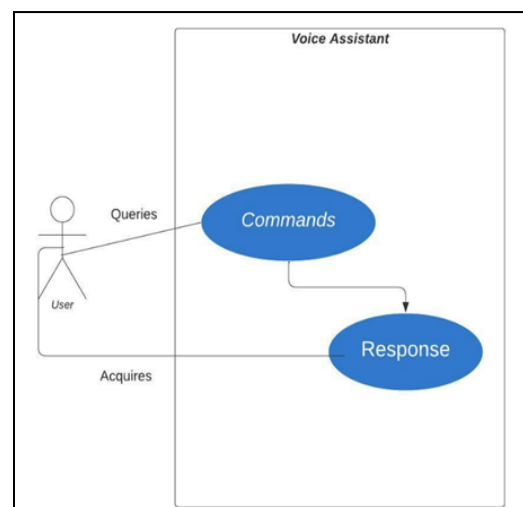 Voice Assistant
Queries
Commands
User
Response
Acquires